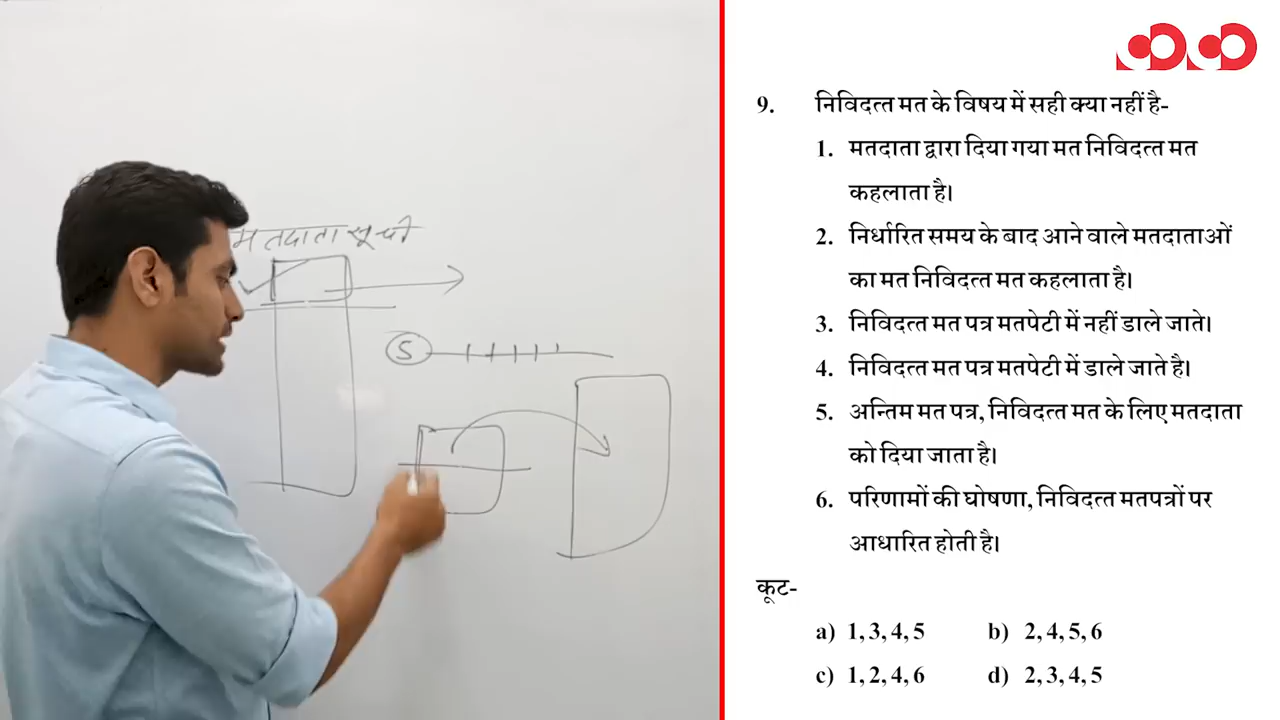 मतदाता सूची
5
9. निविदत्त मत के विषय में सही क्या नहीं है-
1. मतदाता द्वारा दिया गया मत निविदत्त मत
कहलाता है।
2. निर्धारित समय के बाद आने वाले मतदाताओं
का मत निविदत्त मत कहलाता है।
3. निविदत्त मत पत्र मतपेटी में नहीं डाले जाते।
4. निविदत्त मत पत्र मतपेटी में डाले जाते है।
5. अन्तिम मत पत्र, निविदत्त मत के लिए मतदाता
को दिया जाता है।
6. परिणामों की घोषणा, निविदत्त मतपत्रों पर
आधारित होती है।
कूट-
a) 1, 3, 4, 5 b) 2, 4, 5, 6
c) 1, 2, 4, 6 d) 2, 3, 4, 5